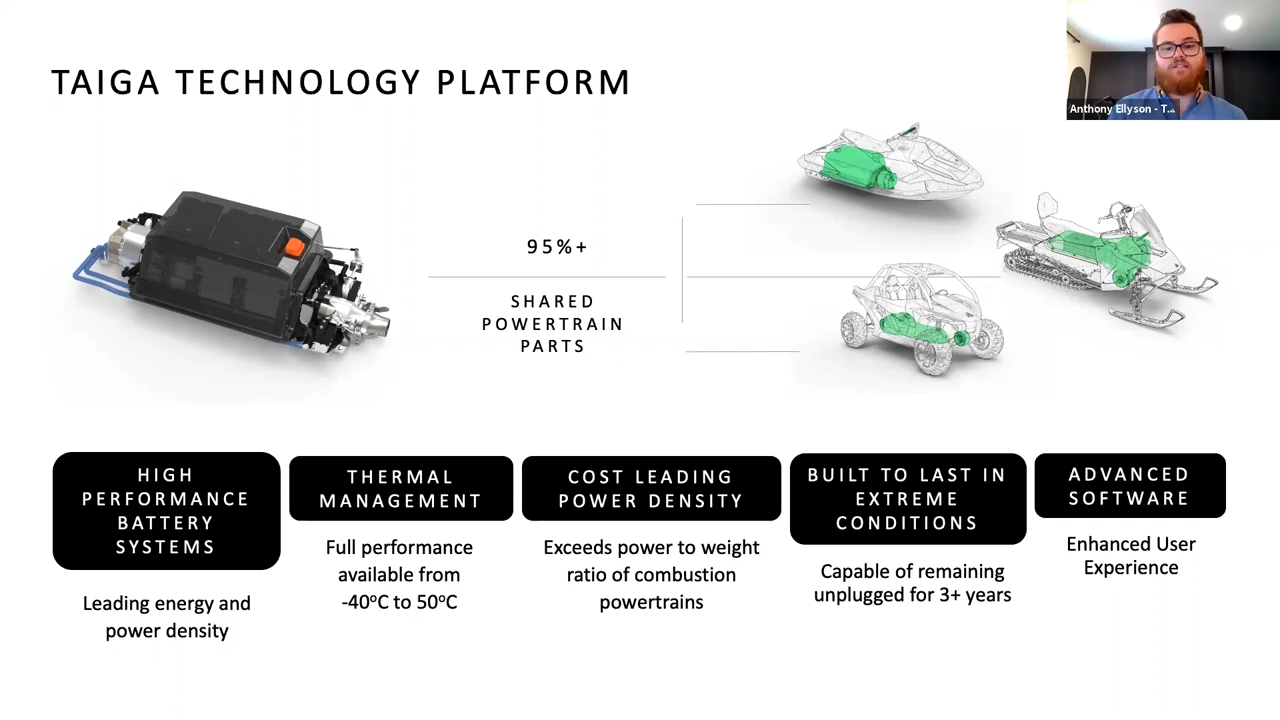 TAIGA TECHNOLOGY PLATFORM
Anthony Ellyson - T...
95%+
SHARED
POWERTRAIN
PARTS
HIGH
PERFORMANCE
BATTERY
SYSTEMS
Leading energy and
power density
THERMAL
MANAGEMENT
Full performance
available from
-40°C to 50°C
COST LEADING
POWER DENSITY
Exceeds power to weight
ratio of combustion
powertrains
BUILT TO LAST IN
EXTREME
CONDITIONS
Capable of remaining
unplugged for 3+ years
ADVANCED
SOFTWARE
Enhanced User
Experience